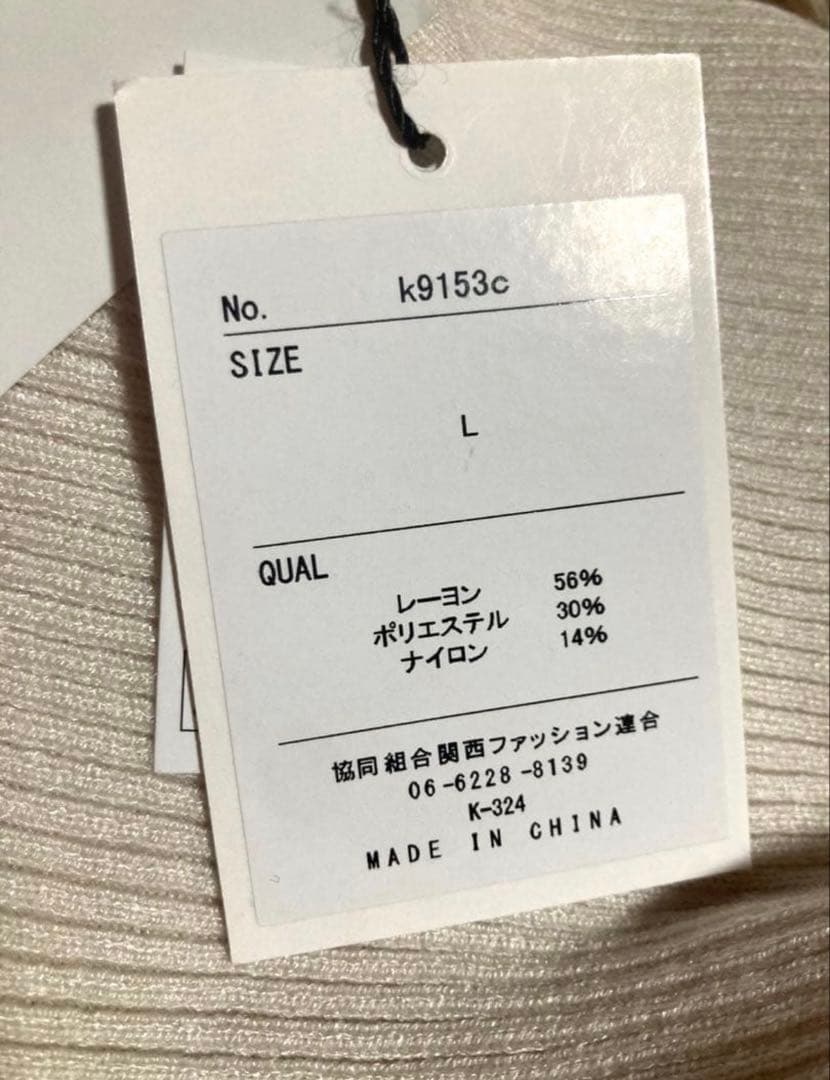 No. k9153c
SIZE
L
QUAL
レーヨン 56%
ポリエステル 30%
ナイロン 14%
協同組合関西ファッション連合
06-6228-8139
K-324
MADE IN CHINA